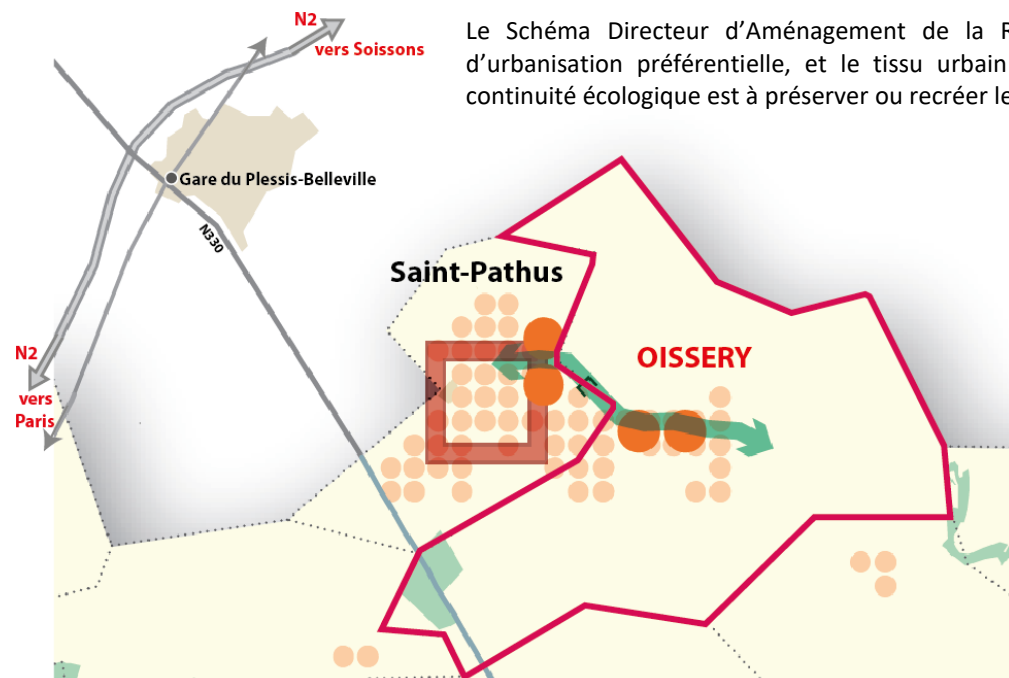 N2
vers Soissons
Le Schéma Directeur d'Aménagement de la
d'urbanisation préférentielle, et le tissu urbain
continuité écologique est à préserver ou recréer
Gare du Plessis-Belleville
N330
Saint-Pathus
N2
vers
Paris
OISSERY